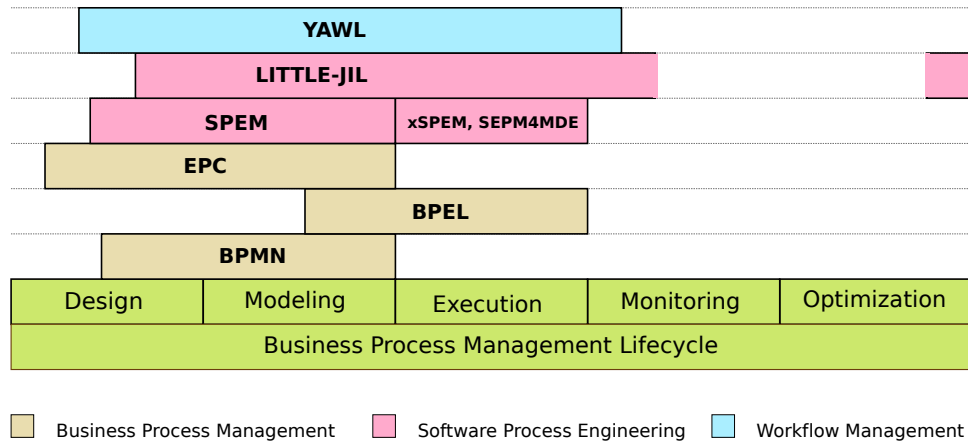 YAWL
LITTLE-JIL
SPEM
xSPEM, SEPM4MDE
EPC
BPEL
BPMN
Design Modeling Execution Monitoring Optimization
Business Process Management Lifecycle
Business Process Management Software Process Engineering Workflow Management